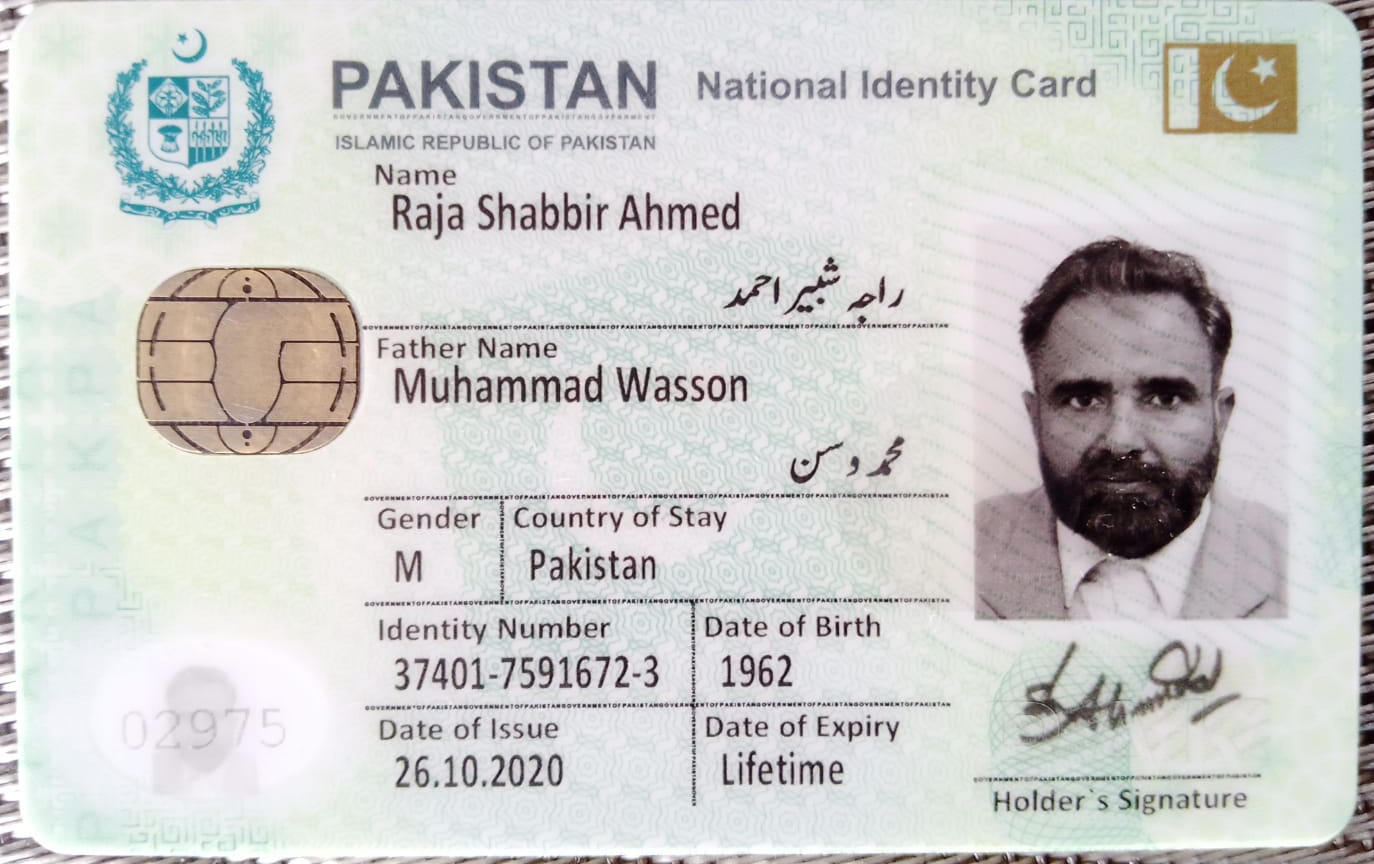 PAKISTAN National Identity Card
ISLAMIC REPUBLIC OF PAKISTAN
Name
Raja Shabbir Ahmed
راجہ شبیر احمد
Father Name
Muhammad Wasson
محمد وسن
Gender Country of Stay
M Pakistan
Identity Number Date of Birth
37401-7591672-3 1962
Date of Issue Date of Expiry
26.10.2020 Lifetime
02975
S Ahmed
Holder`s Signature